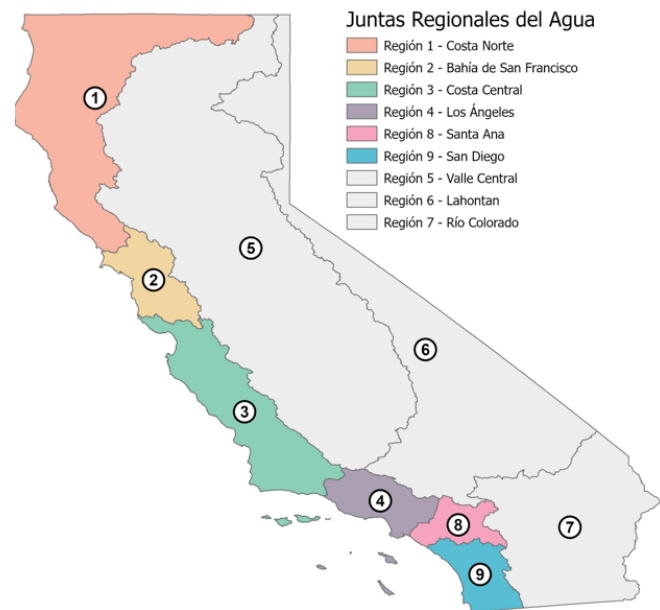 Juntas Regionales del Agua
Región 1 - Costa Norte
Región 2 - Bahía de San Francisco
Región 3 - Costa Central
Región 4 - Los Ángeles
Región 8 - Santa Ana
Región 9 - San Diego
Región 5 - Valle Central
Región 6 - Lahontan
Región 7 - Río Colorado
1
5
2
6
3
4
8
7
9